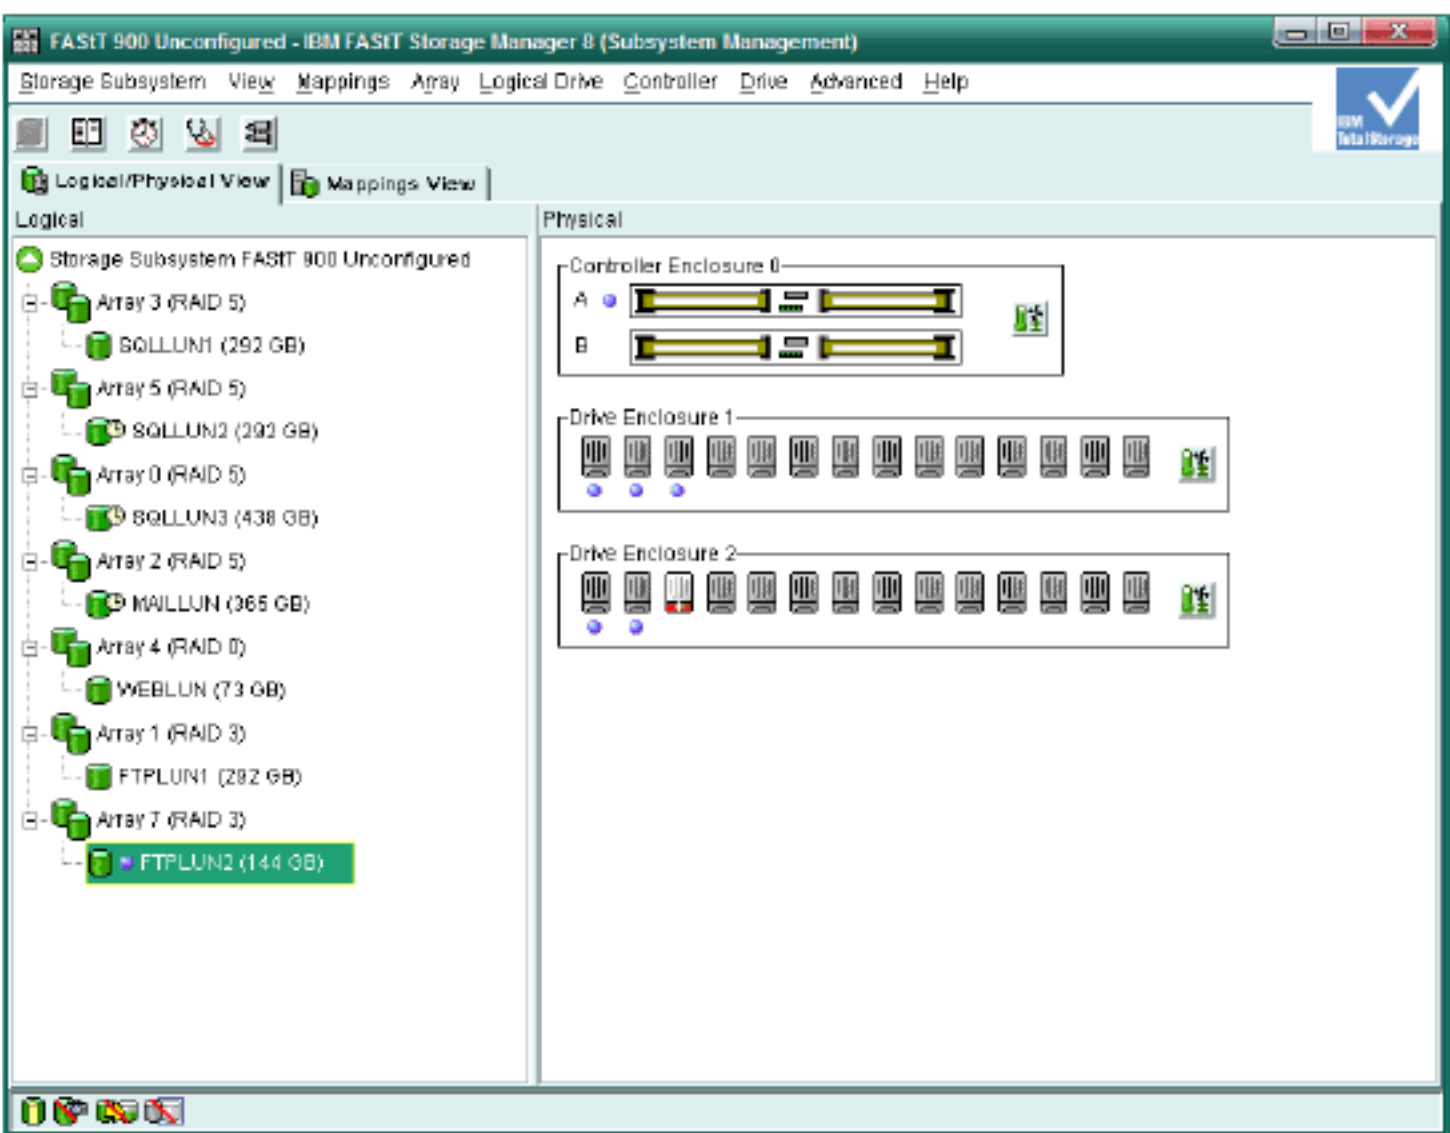 FAStT 900 Unconfigured - IBM FAStT Storage Manager 8 (Subsystem Management)
Storage Subsystem View Mappings Array Logical Drive Controller Drive Advanced Help
IBM
TotalStorage
Logical/Physical View Mappings View
Logical
Storage Subsystem FAStT 900 Unconfigured
Array 3 (RAID 5)
SQLLUN1 (292 GB)
Array 5 (RAID 5)
SQLLUN2 (292 GB)
Array 0 (RAID 5)
SQLLUN3 (438 GB)
Array 2 (RAID 5)
MAILLUN (365 GB)
Array 4 (RAID 0)
WEBLUN (73 GB)
Array 1 (RAID 3)
FTPLUN1 (292 GB)
Array 7 (RAID 3)
FTPLUN2 (144 GB)
Physical
Controller Enclosure 0
A
B
Drive Enclosure 1
Drive Enclosure 2